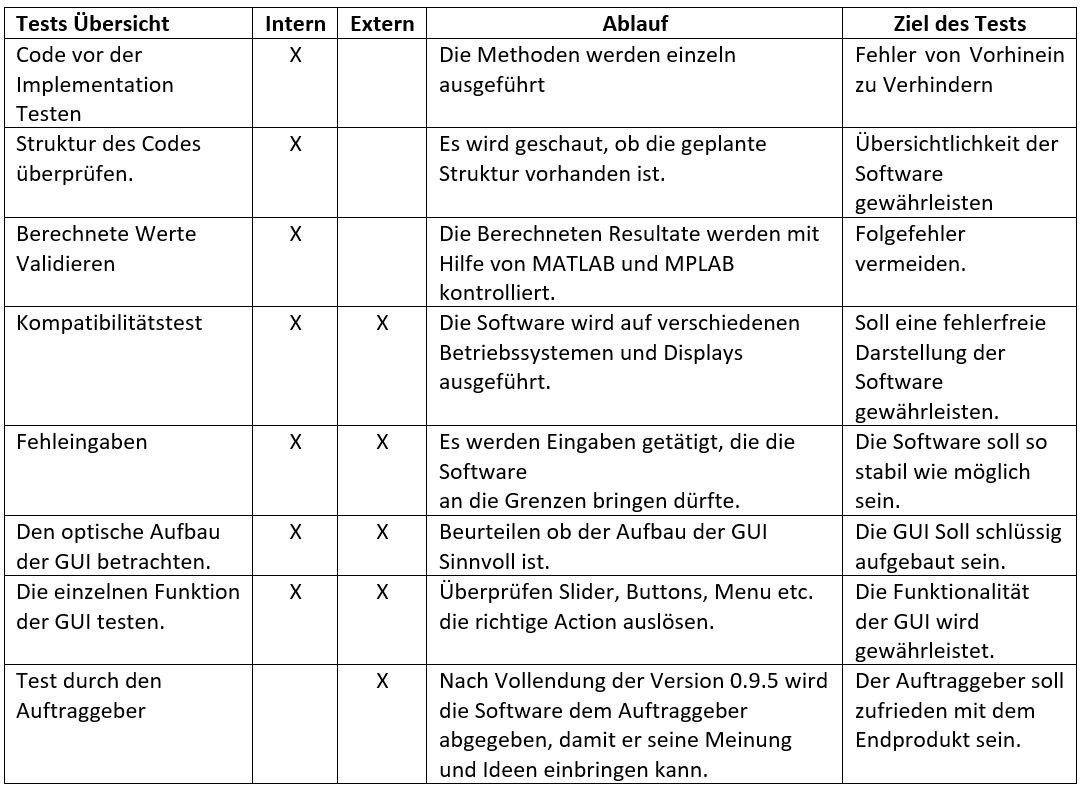 Tests Übersicht Intern Extern Ablauf Ziel des Tests
Code vor der X Die Methoden werden einzeln Fehler von Vorhinein
Implementation ausgeführt zu Verhindern
Testen
Struktur des Codes X Es wird geschaut, ob die geplante Übersichtlichkeit der
überprüfen. Struktur vorhanden ist. Software
gewährleisten
Berechnete Werte X Die Berechneten Resultate werden mit Folgefehler
Validieren Hilfe von MATLAB und MPLAB vermeiden.
kontrolliert.
Kompatibilitätstest X X Die Software wird auf verschiedenen Soll eine fehlerfreie
Betriebssystemen und Displays Darstellung der
ausgeführt. Software
gewährleisten.
Fehleingaben X X Es werden Eingaben getätigt, die die Die Software soll so
Software stabil wie möglich
an die Grenzen bringen dürfte. sein.
Den optische Aufbau X X Beurteilen ob der Aufbau der GUI Die GUI Soll schlüssig
der GUI betrachten. Sinnvoll ist. aufgebaut sein.
Die einzelnen Funktion X X Überprüfen Slider, Buttons, Menu etc. Die Funktionalität
der GUI testen. die richtige Action auslösen. der GUI wird
gewährleistet.
Test durch den X Nach Vollendung der Version 0.9.5 wird Der Auftraggeber soll
Auftraggeber die Software dem Auftraggeber zufrieden mit dem
abgegeben, damit er seine Meinung Endprodukt sein.
und Ideen einbringen kann.